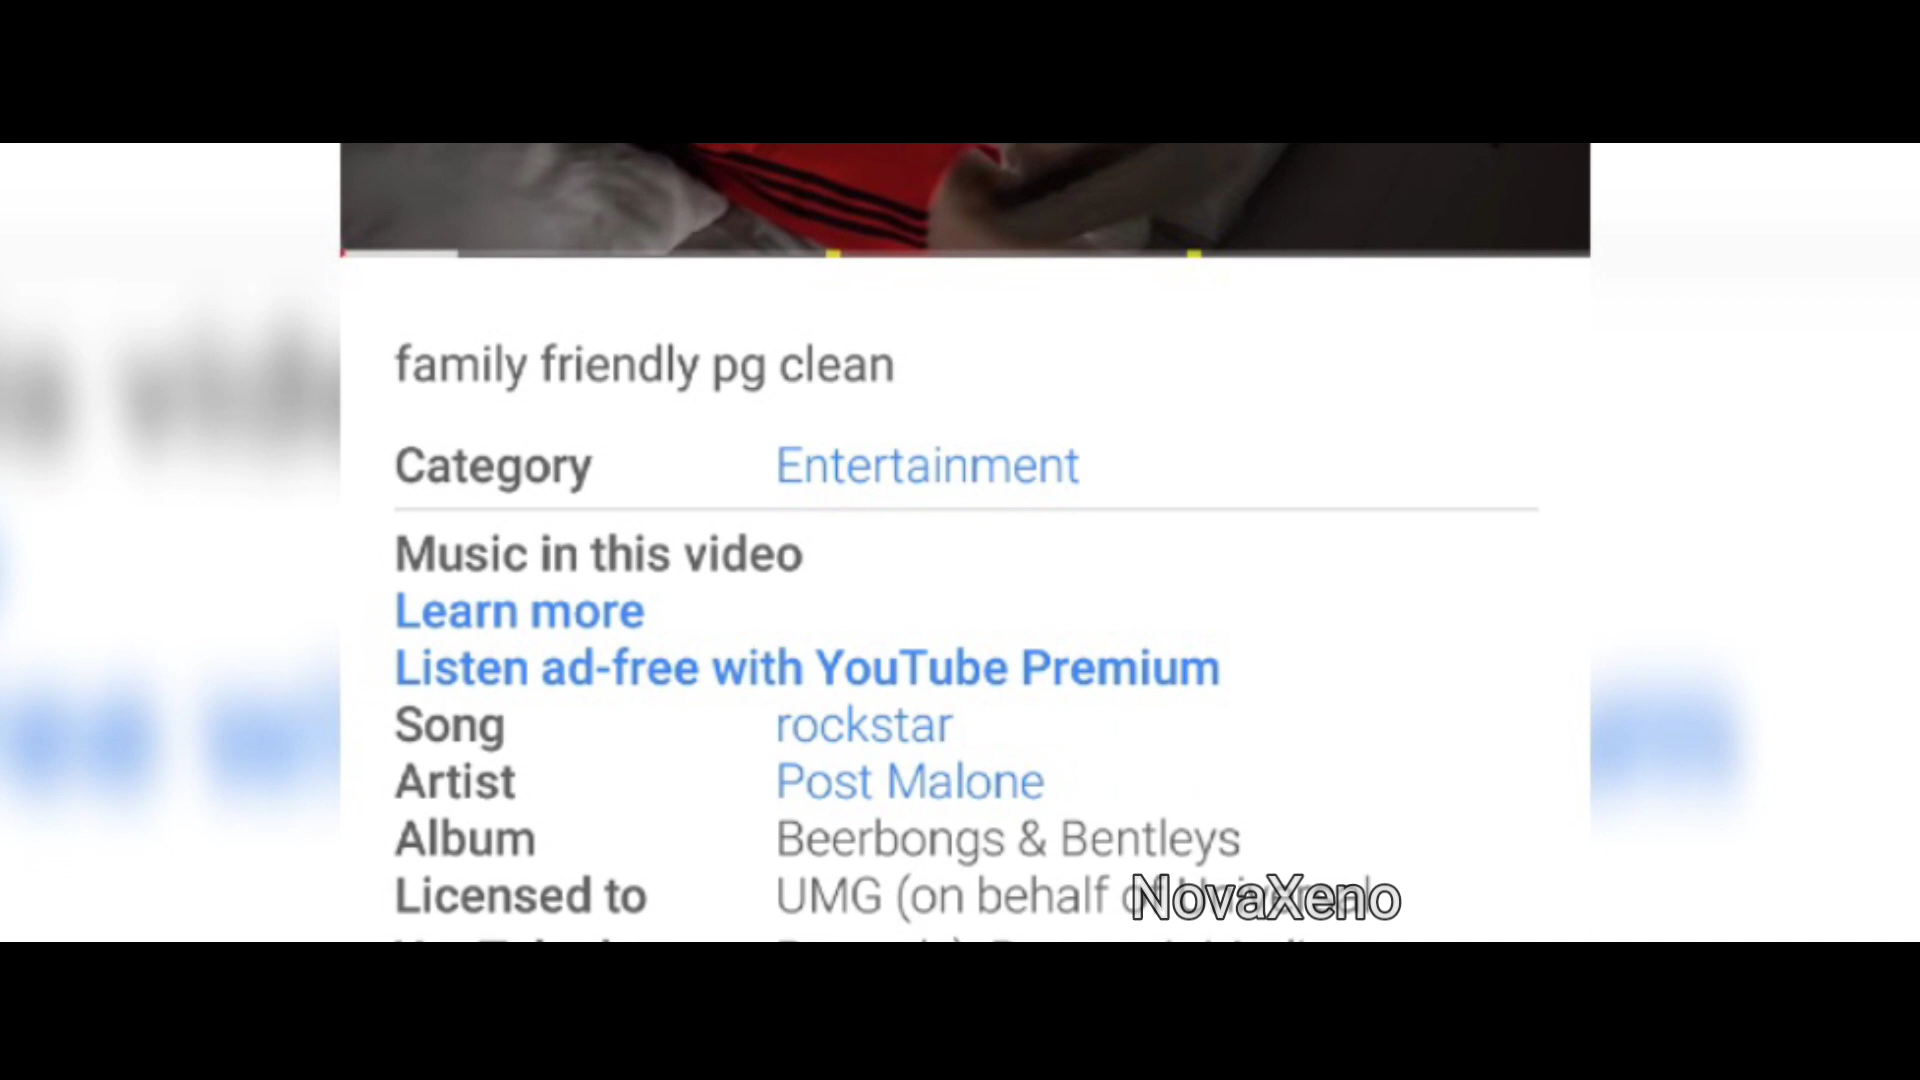 family friendly pg clean
Category Entertainment
Music in this video
Learn more
Listen ad-free with YouTube Premium
Song rockstar
Artist Post Malone
Album Beerbongs & Bentleys
Licensed to UMG (on behalf of
NovaXeno